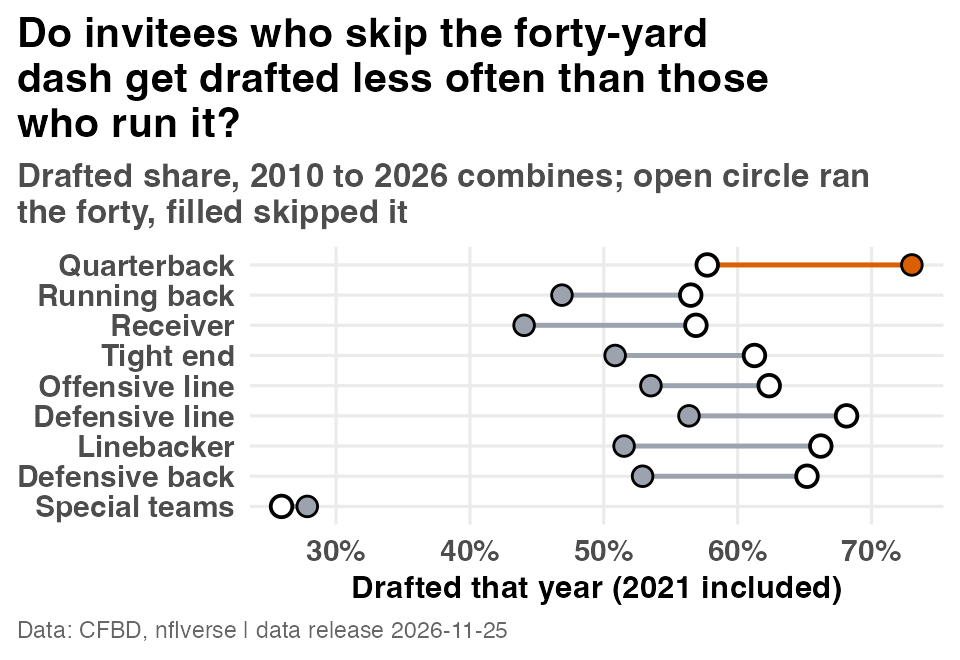 Do invitees who skip the forty-yard
dash get drafted less often than those
who run it?
Drafted share, 2010 to 2026 combines; open circle ran
the forty, filled skipped it
Quarterback
Running back
Receiver
Tight end
Offensive line
Defensive line
Linebacker
Defensive back
Special teams
30% 40% 50% 60% 70%
Drafted that year (2021 included)
Data: CFBD, nflverse | data release 2026-11-25